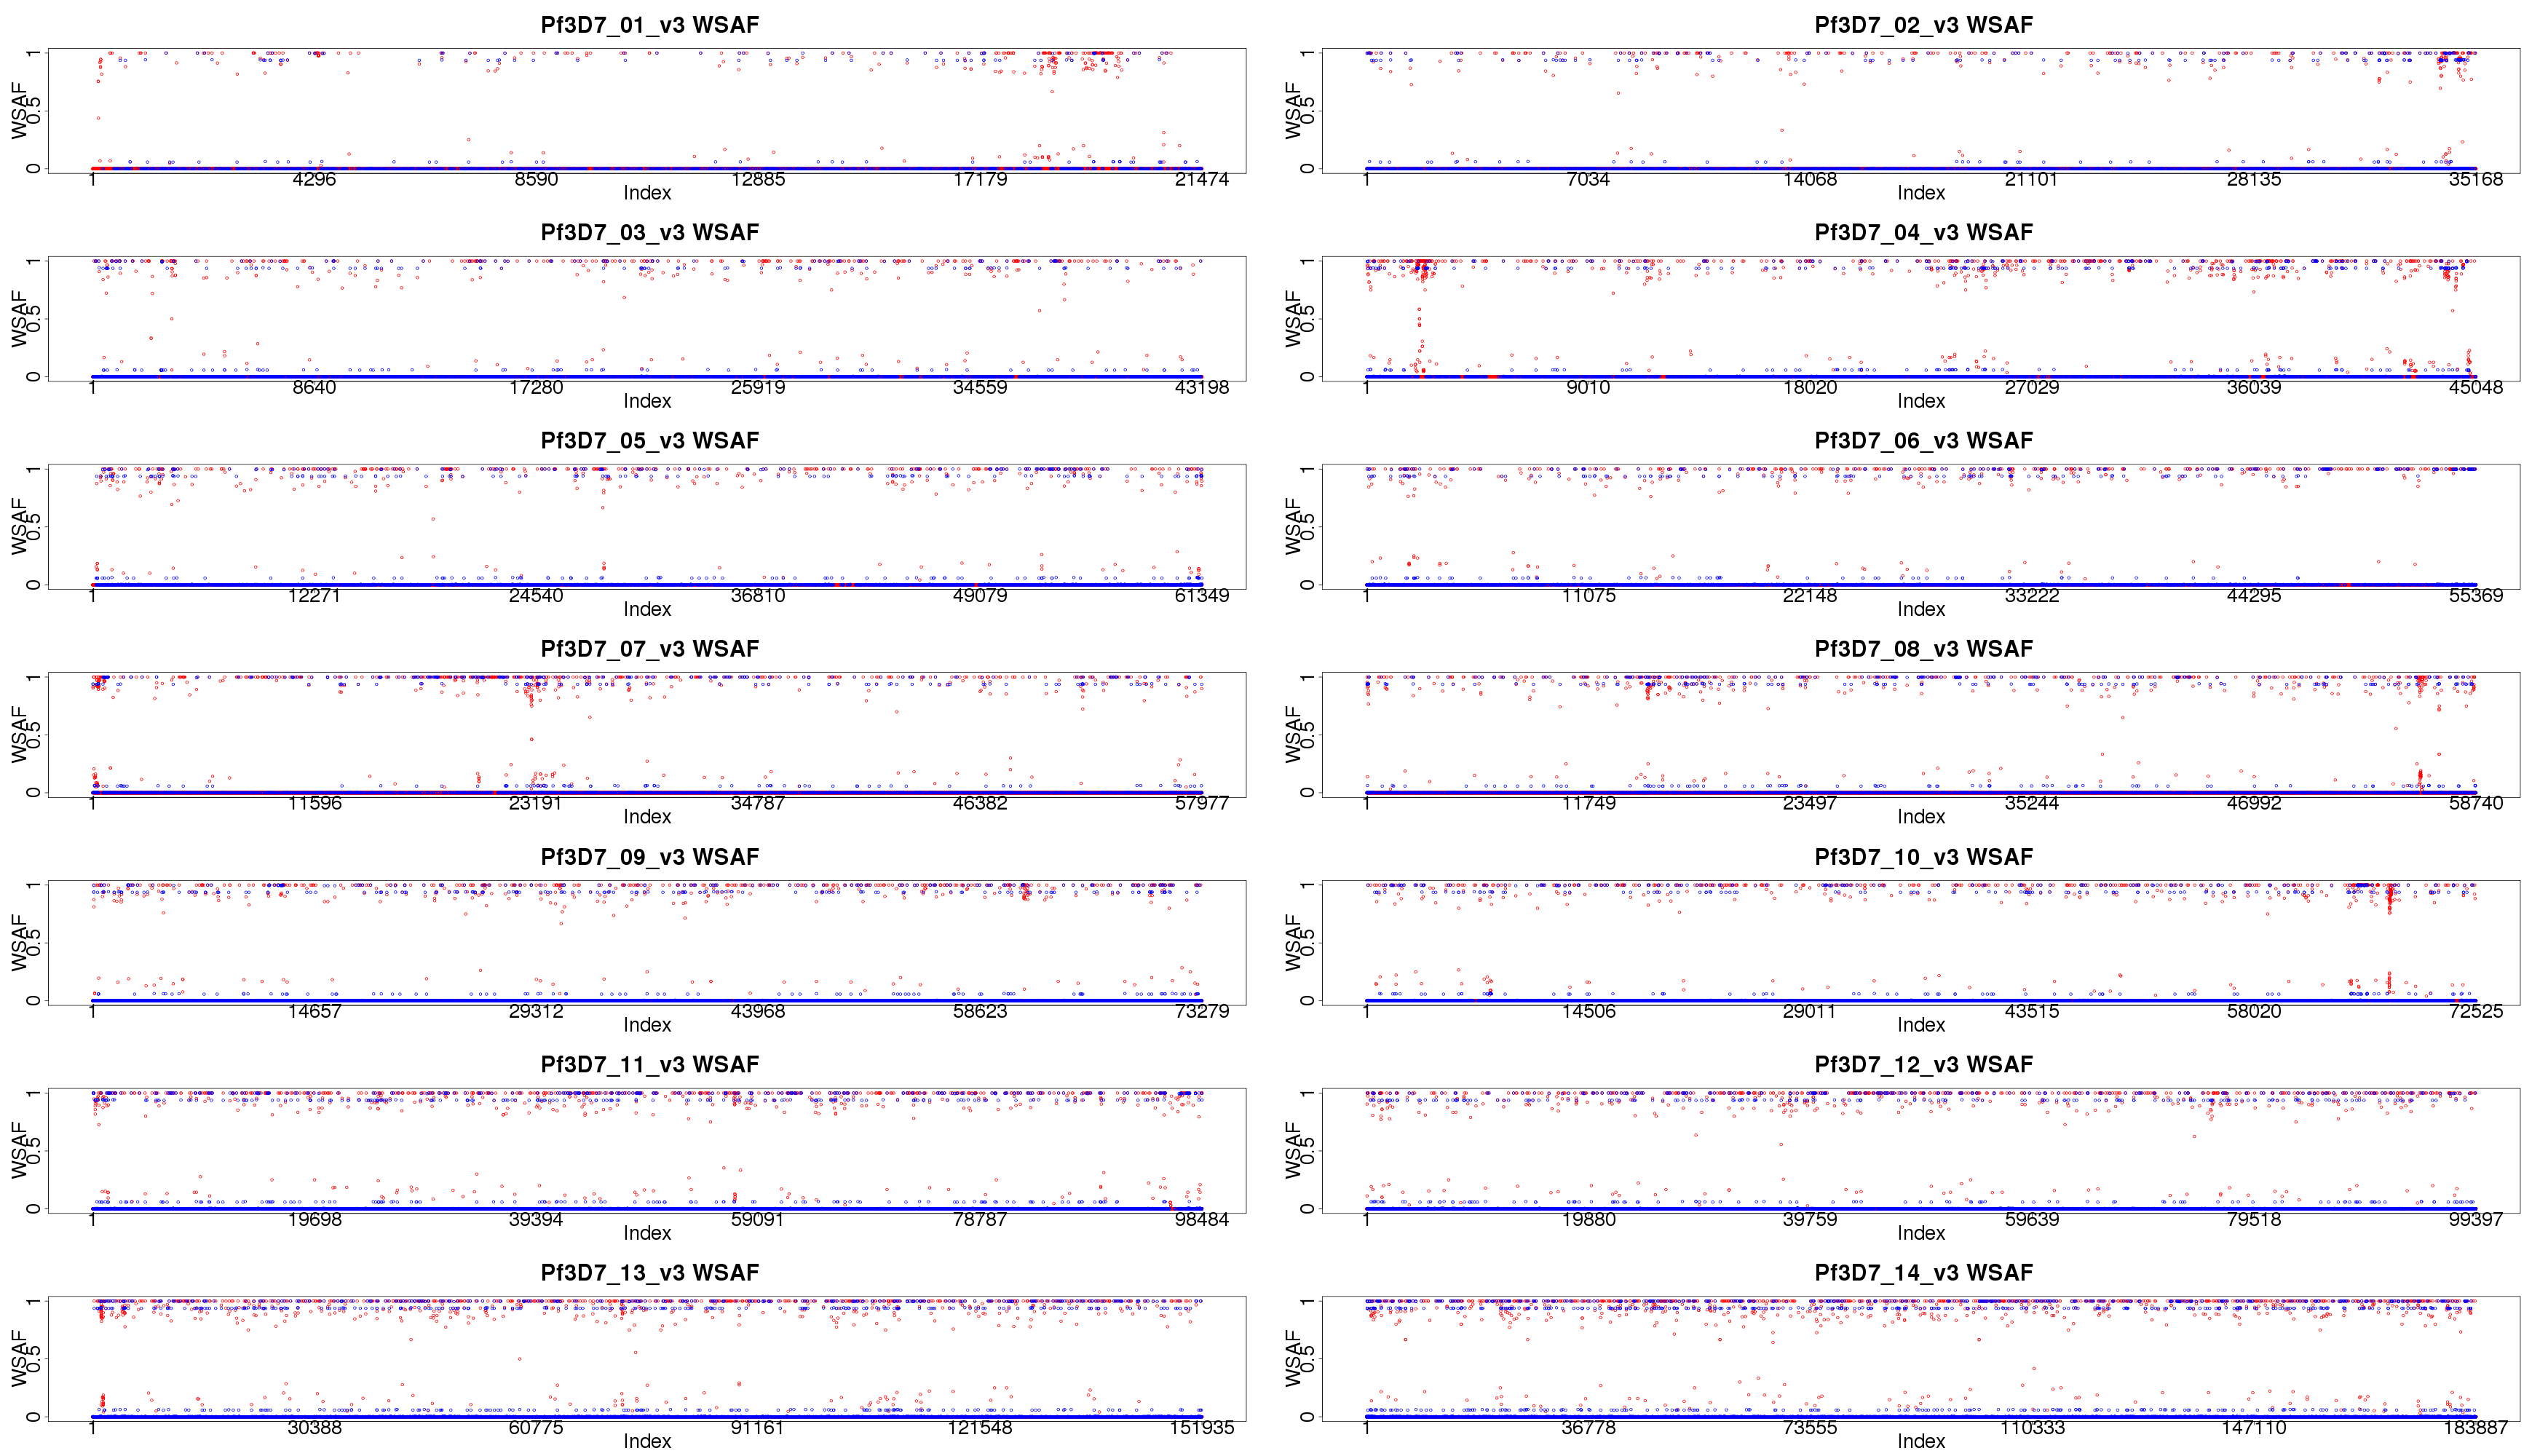 Pf3D7_01_v3 WSAF
WSAF
0 0.5 1
1 4296 8590 12885 17179 21474
Index
Pf3D7_02_v3 WSAF
WSAF
0 0.5 1
1 7034 14068 21101 28135 35168
Index
Pf3D7_03_v3 WSAF
WSAF
0 0.5 1
1 8640 17280 25919 34559 43198
Index
Pf3D7_04_v3 WSAF
WSAF
0 0.5 1
1 9010 18020 27029 36039 45048
Index
Pf3D7_05_v3 WSAF
WSAF
0 0.5 1
1 12271 24540 36810 49079 61349
Index
Pf3D7_06_v3 WSAF
WSAF
0 0.5 1
1 11075 22148 33222 44295 55369
Index
Pf3D7_07_v3 WSAF
WSAF
0 0.5 1
1 11596 23191 34787 46382 57977
Index
Pf3D7_08_v3 WSAF
WSAF
0 0.5 1
1 11749 23497 35244 46992 58740
Index
Pf3D7_09_v3 WSAF
WSAF
0 0.5 1
1 14657 29312 43968 58623 73279
Index
Pf3D7_10_v3 WSAF
WSAF
0 0.5 1
1 14506 29011 43515 58020 72525
Index
Pf3D7_11_v3 WSAF
WSAF
0 0.5 1
1 19698 39394 59091 78787 98484
Index
Pf3D7_12_v3 WSAF
WSAF
0 0.5 1
1 19880 39759 59639 79518 99397
Index
Pf3D7_13_v3 WSAF
WSAF
0 0.5 1
1 30388 60775 91161 121548 151935
Index
Pf3D7_14_v3 WSAF
WSAF
0 0.5 1
1 36778 73555 110333 147110 183887
Index